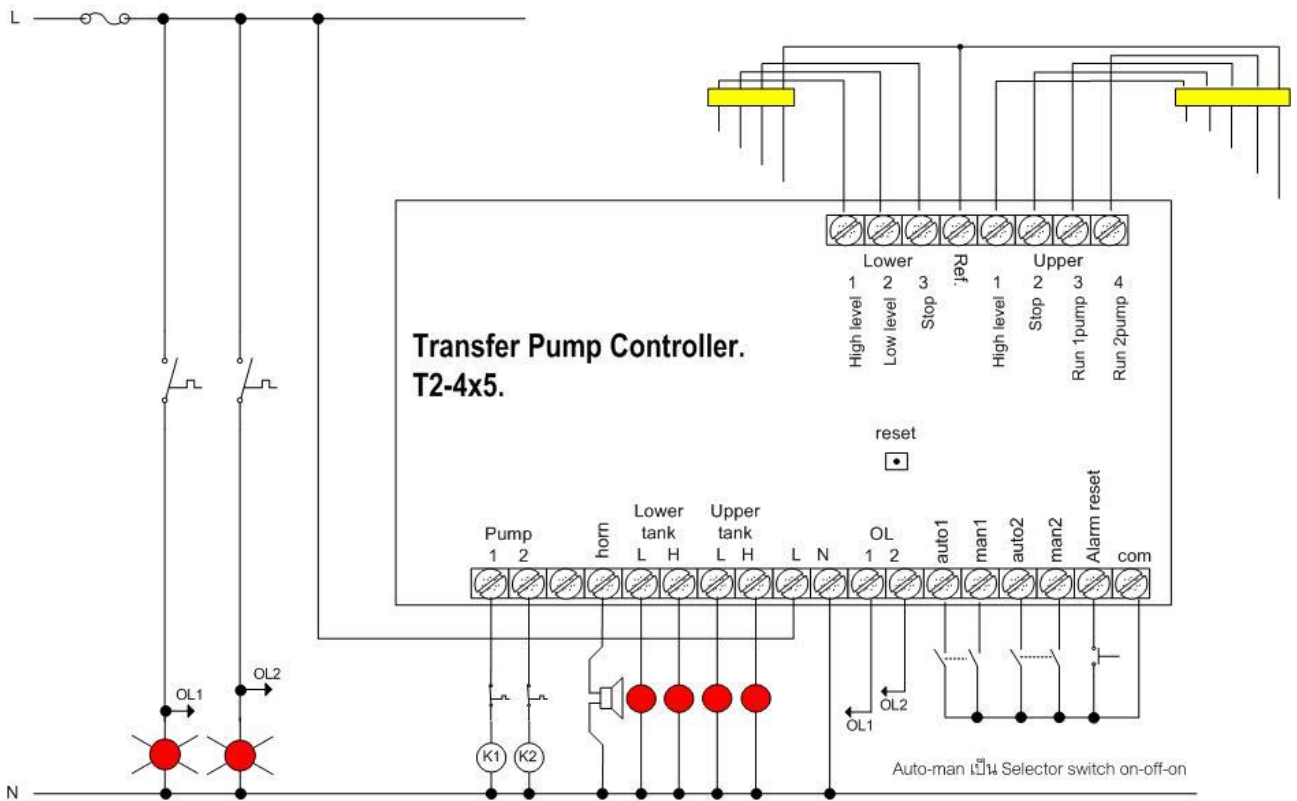 L
Lower
Ref.
Upper
1 2 3 1 2 3 4
High level
Low level
Stop
High level
Stop
Run 1pump
Run 2pump
Transfer Pump Controller.
T2-4x5.
reset
Pump
1 2
horn
Lower
tank
L H
Upper
tank
L H
L N
OL
1 2
auto1
man1
auto2
man2
Alarm reset
com
OL1
OL2
K1 K2
OL1
OL2
Auto-man เป็น Selector switch on-off-on
N